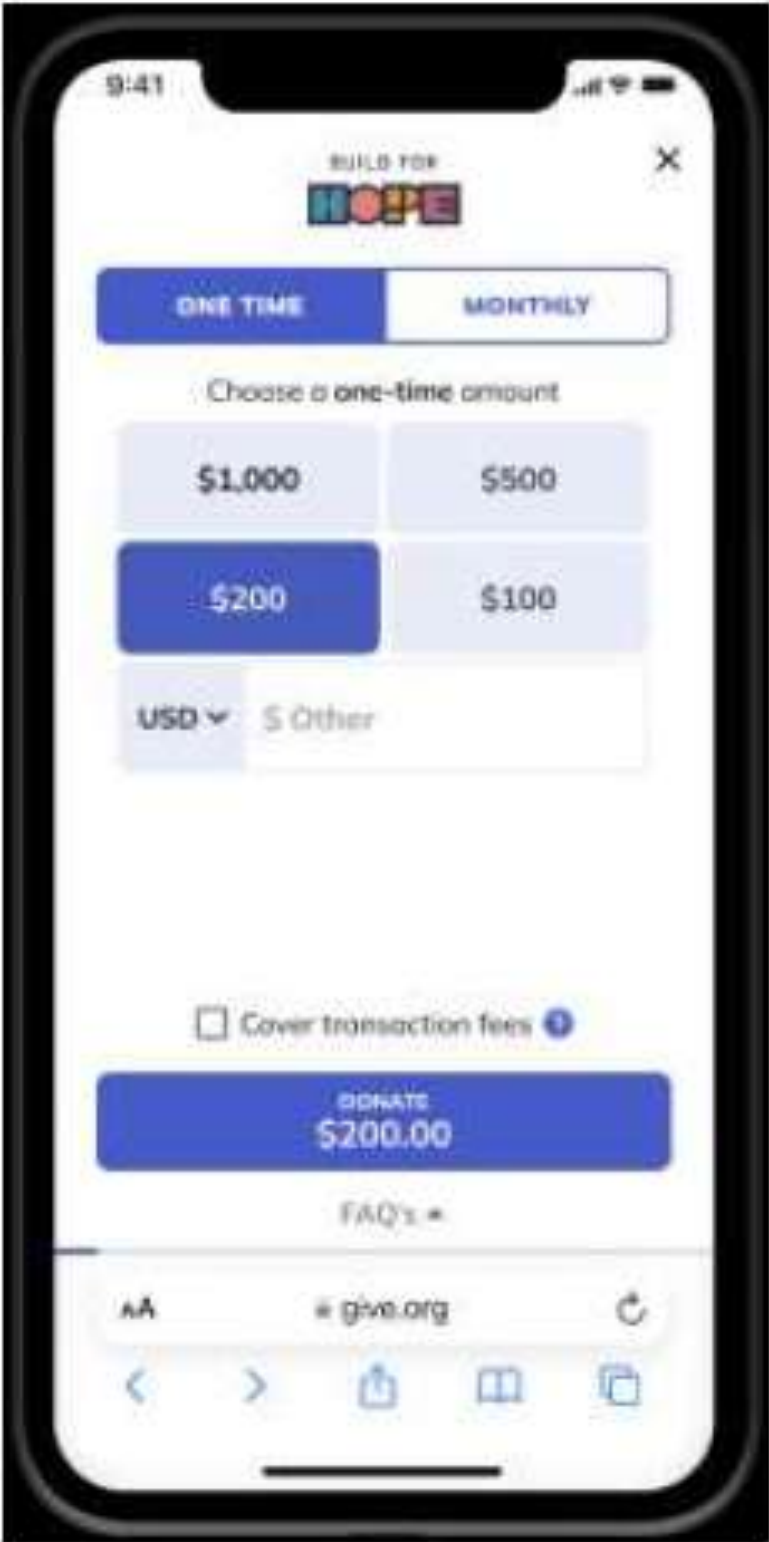 9:41
BUILD FOR
HOPE
ONE TIME
MONTHLY
Choose a one-time amount
$1,000
$500
$200
$100
USD
$ Other
Cover transaction fees
DONATE
$200.00
FAQ's
AA
give.org